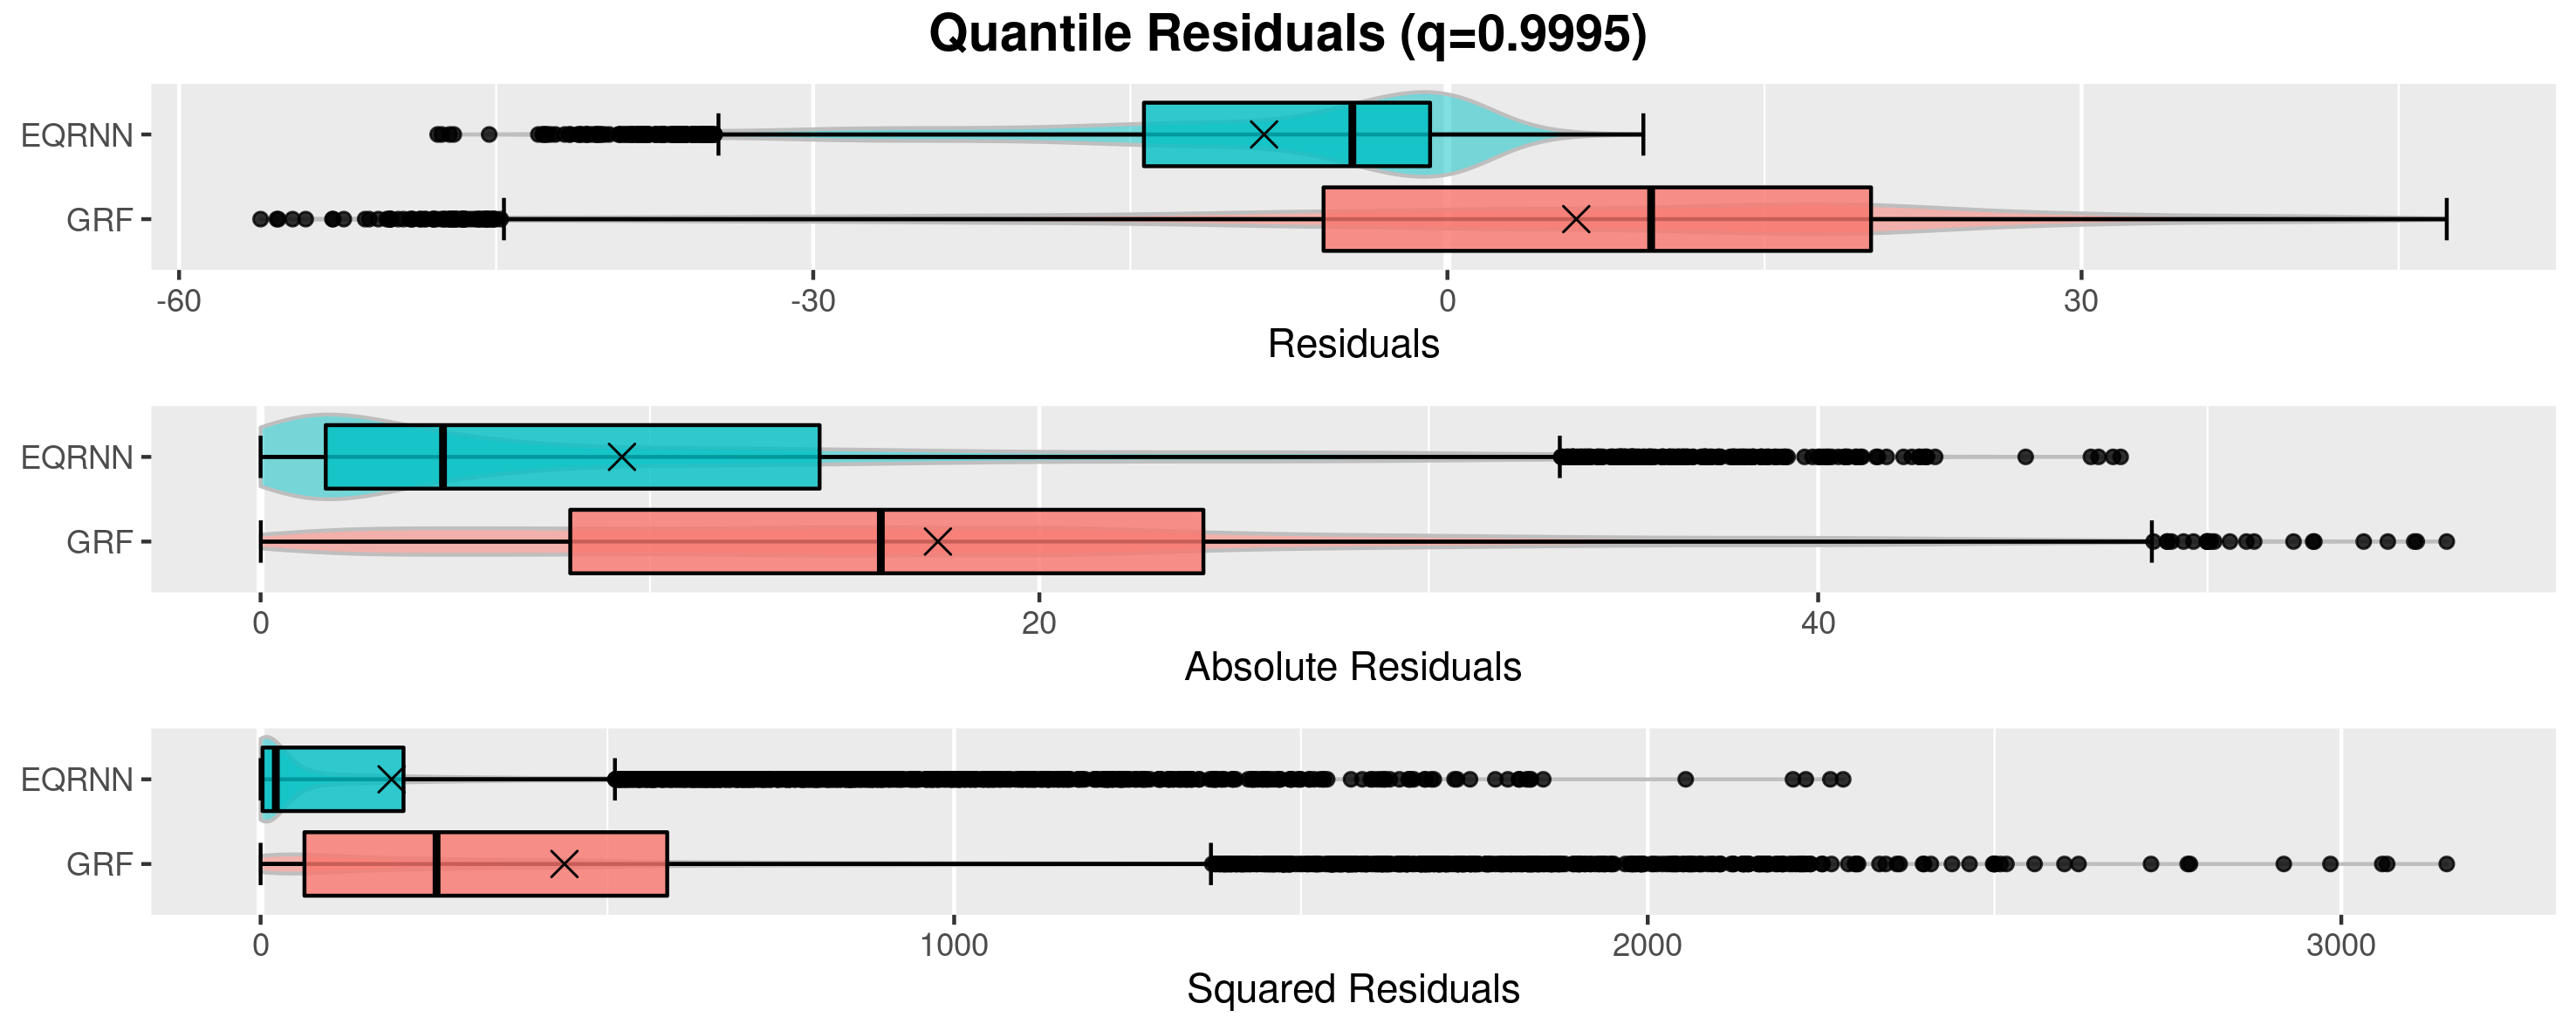 Quantile Residuals (q=0.9995)
EQRNN
GRF
-60 -30 0 30
Residuals
EQRNN
GRF
0 20 40
Absolute Residuals
EQRNN
GRF
0 1000 2000 3000
Squared Residuals